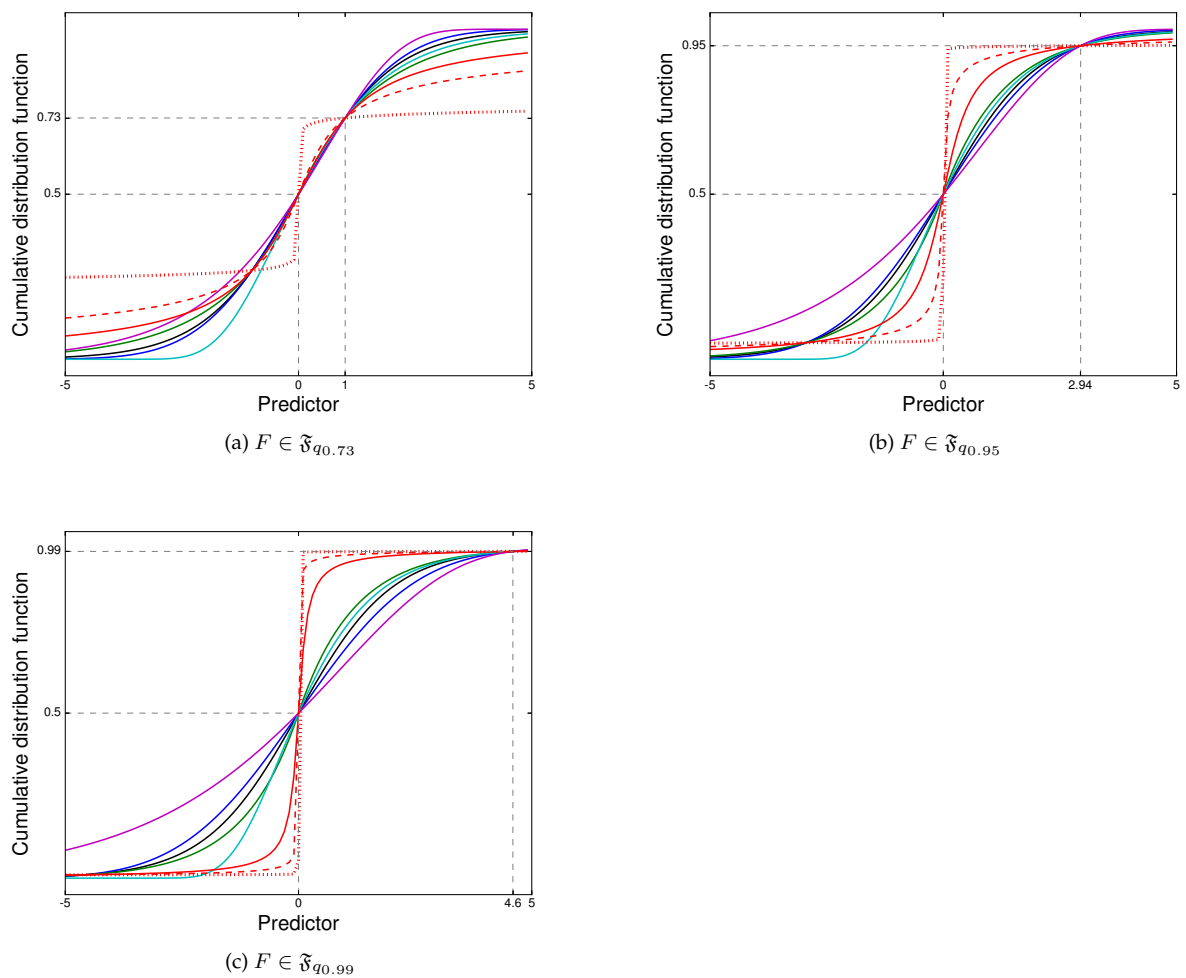 Cumulative distribution function
0.73
0.5
-5 0 1 5
Predictor
(a) F ∈ 𝔉q0.73
Cumulative distribution function
0.95
0.5
-5 0 2.94 5
Predictor
(b) F ∈ 𝔉q0.95
Cumulative distribution function
0.99
0.5
-5 0 4.6 5
Predictor
(c) F ∈ 𝔉q0.99